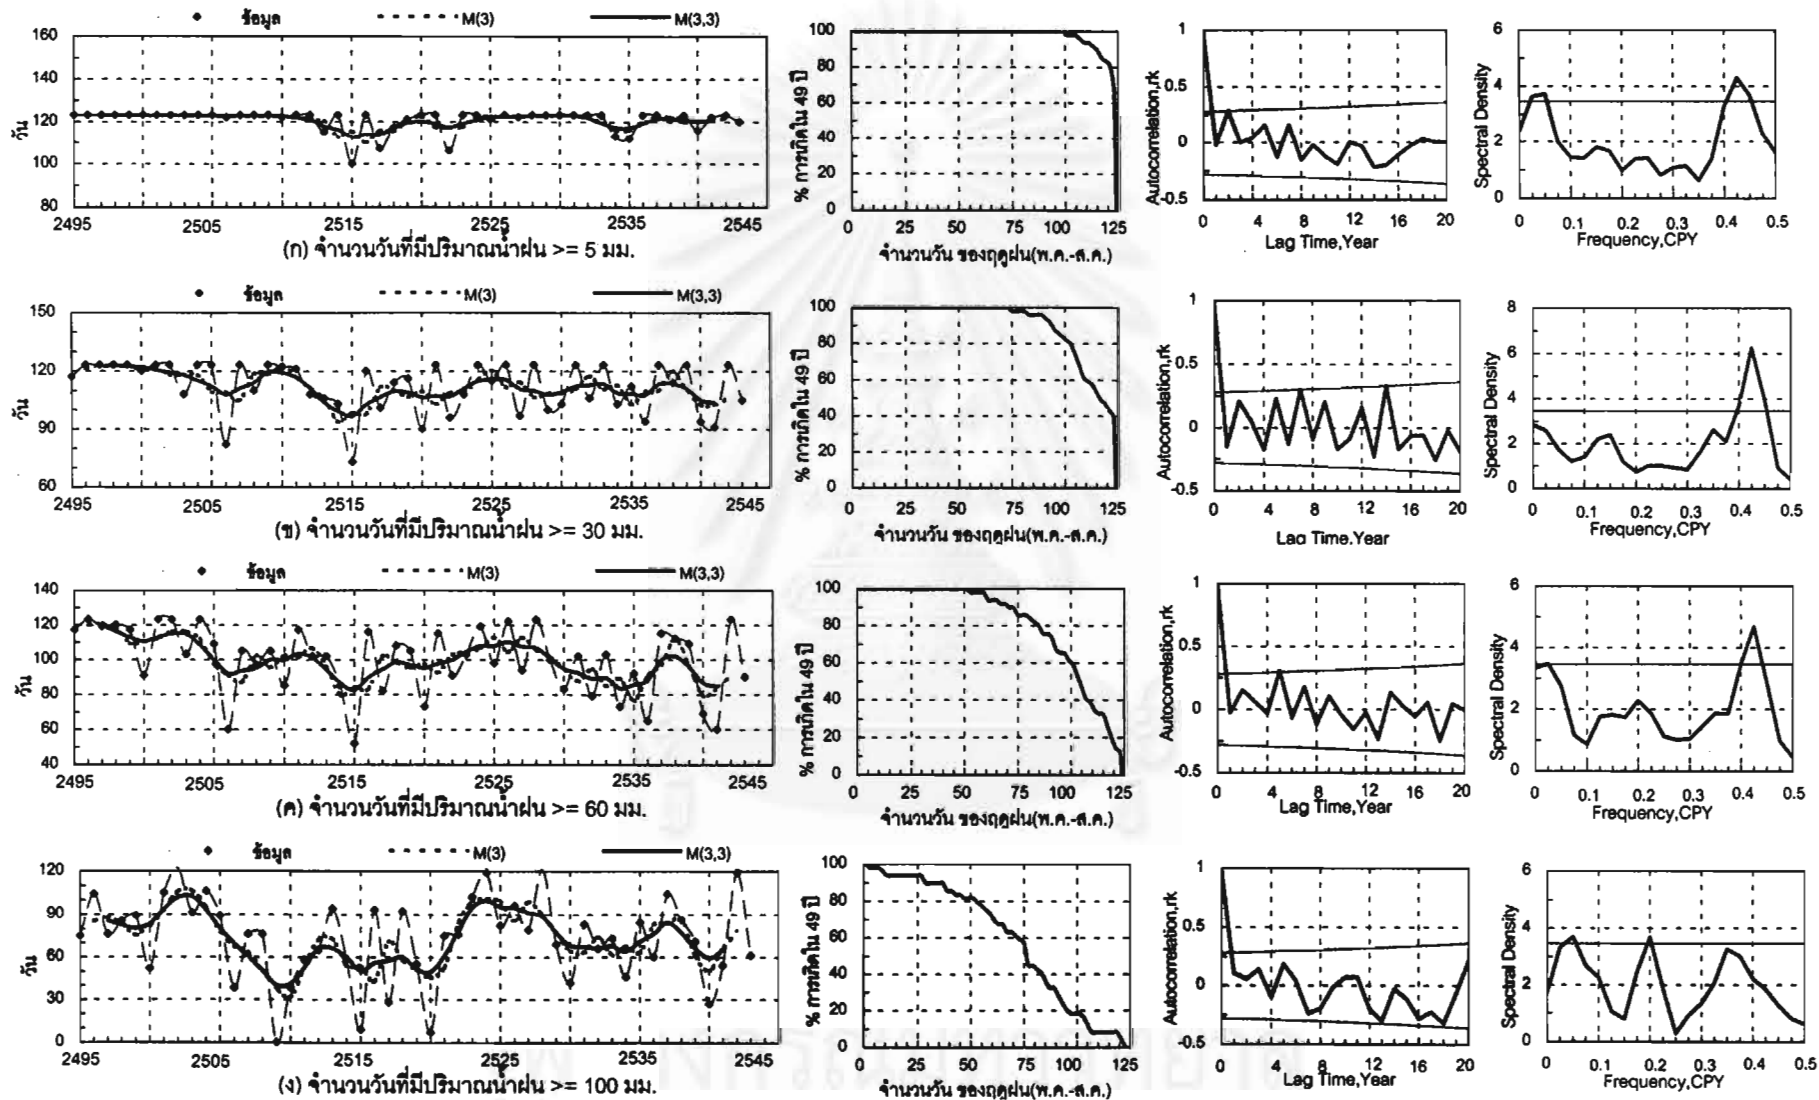 ข้อมูล M(3) M(3,3)
160
140
120
100
80
วัน
2495 2505 2515 2525 2535 2545
(ก) จำนวนวันที่มีปริมาณน้ำฝน >= 5 มม.
% การเกิดใน 49 ปี
100
80
60
40
20
0
0 25 50 75 100 125
จำนวนวัน ของฤดูฝน(พ.ค.-ส.ค.)
Autocorrelation,rk
1
0.5
0
-0.5
0 4 8 12 16 20
Lag Time,Year
Spectral Density
6
4
2
0
0 0.1 0.2 0.3 0.4 0.5
Frequency,CPY
ข้อมูล M(3) M(3,3)
150
120
90
60
วัน
2495 2505 2515 2525 2535 2545
(ข) จำนวนวันที่มีปริมาณน้ำฝน >= 30 มม.
% การเกิดใน 49 ปี
100
80
60
40
20
0
0 25 50 75 100 125
จำนวนวัน ของฤดูฝน(พ.ค.-ส.ค.)
Autocorrelation,rk
1
0.5
0
-0.5
0 4 8 12 16 20
Lag Time,Year
Spectral Density
8
6
4
2
0
0 0.1 0.2 0.3 0.4 0.5
Frequency,CPY
ข้อมูล M(3) M(3,3)
140
120
100
80
60
40
วัน
2495 2505 2515 2525 2535 2545
(ค) จำนวนวันที่มีปริมาณน้ำฝน >= 60 มม.
% การเกิดใน 49 ปี
100
80
60
40
20
0
0 25 50 75 100 125
จำนวนวัน ของฤดูฝน(พ.ค.-ส.ค.)
Autocorrelation,rk
1
0.5
0
-0.5
0 4 8 12 16 20
Lag Time,Year
Spectral Density
6
4
2
0
0 0.1 0.2 0.3 0.4 0.5
Frequency,CPY
ข้อมูล M(3) M(3,3)
120
90
60
30
0
วัน
2495 2505 2515 2525 2535 2545
(ง) จำนวนวันที่มีปริมาณน้ำฝน >= 100 มม.
% การเกิดใน 49 ปี
100
80
60
40
20
0
0 25 50 75 100 125
จำนวนวัน ของฤดูฝน(พ.ค.-ส.ค.)
Autocorrelation,rk
1
0.5
0
-0.5
0 4 8 12 16 20
Lag Time,Year
Spectral Density
6
4
2
0
0 0.1 0.2 0.3 0.4 0.5
Frequency,CPY